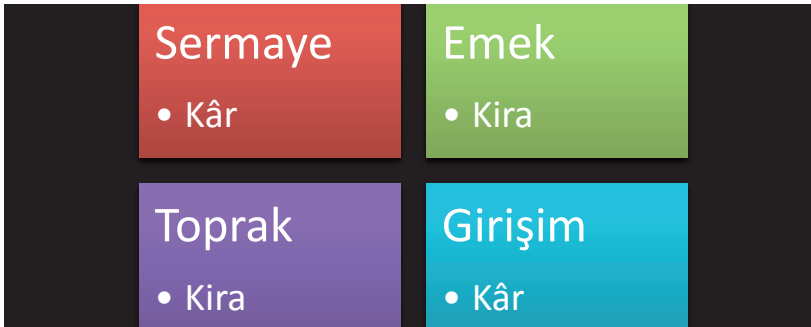 Sermaye
• Kâr
Emek
• Kira
Toprak
• Kira
Girişim
• Kâr